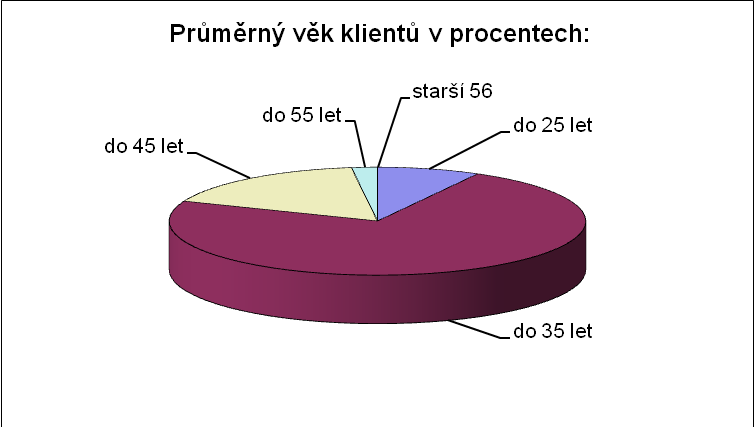 Průměrný věk klientů v procentech:
starší 56
do 55 let
do 25 let
do 45 let
do 35 let